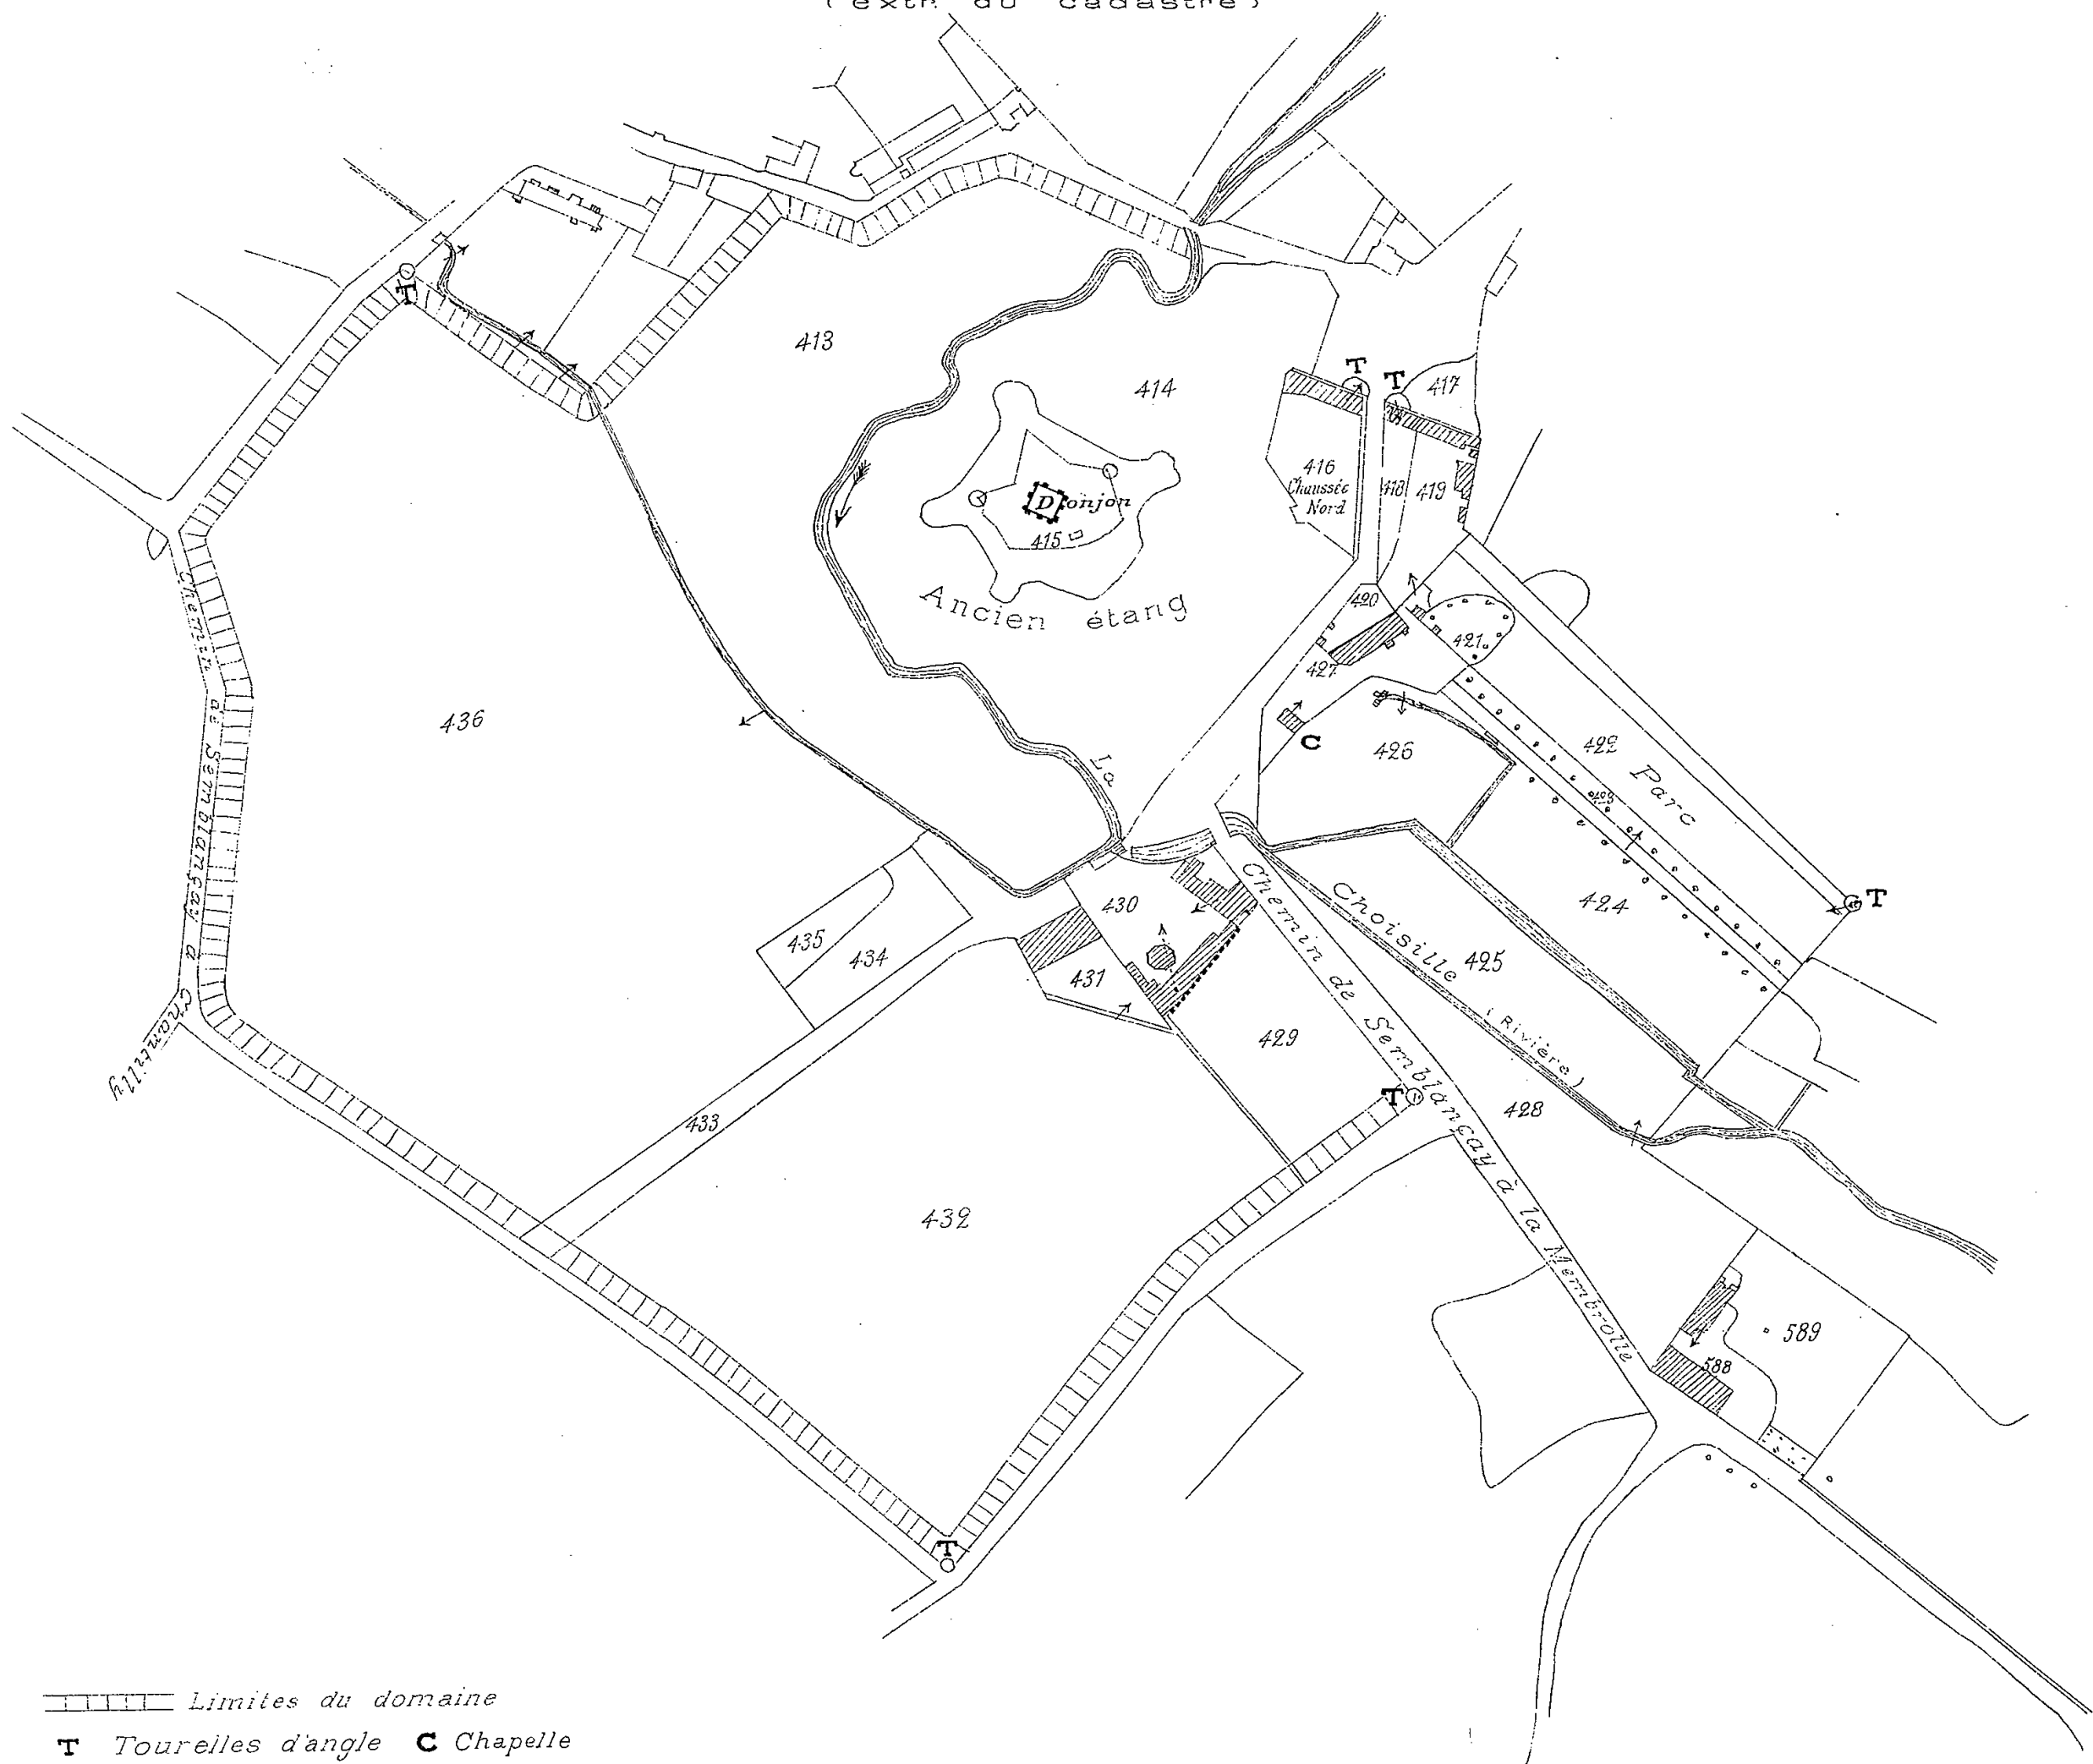 (extr. du cadastre)
T
413
414
T
T
417
416
Chaussée
Nord
418
419
Donjon
415
Ancien étang
420
421
427
C
426
422
Parc
423
436
Chemin de Semblançay à Chantilly
La Choisille (Rivière)
424
T
425
430
435
434
431
429
Chemin de Semblançay à la Membrolle
T
428
433
432
589
588
T
Limites du domaine
T Tourelles d'angle C Chapelle